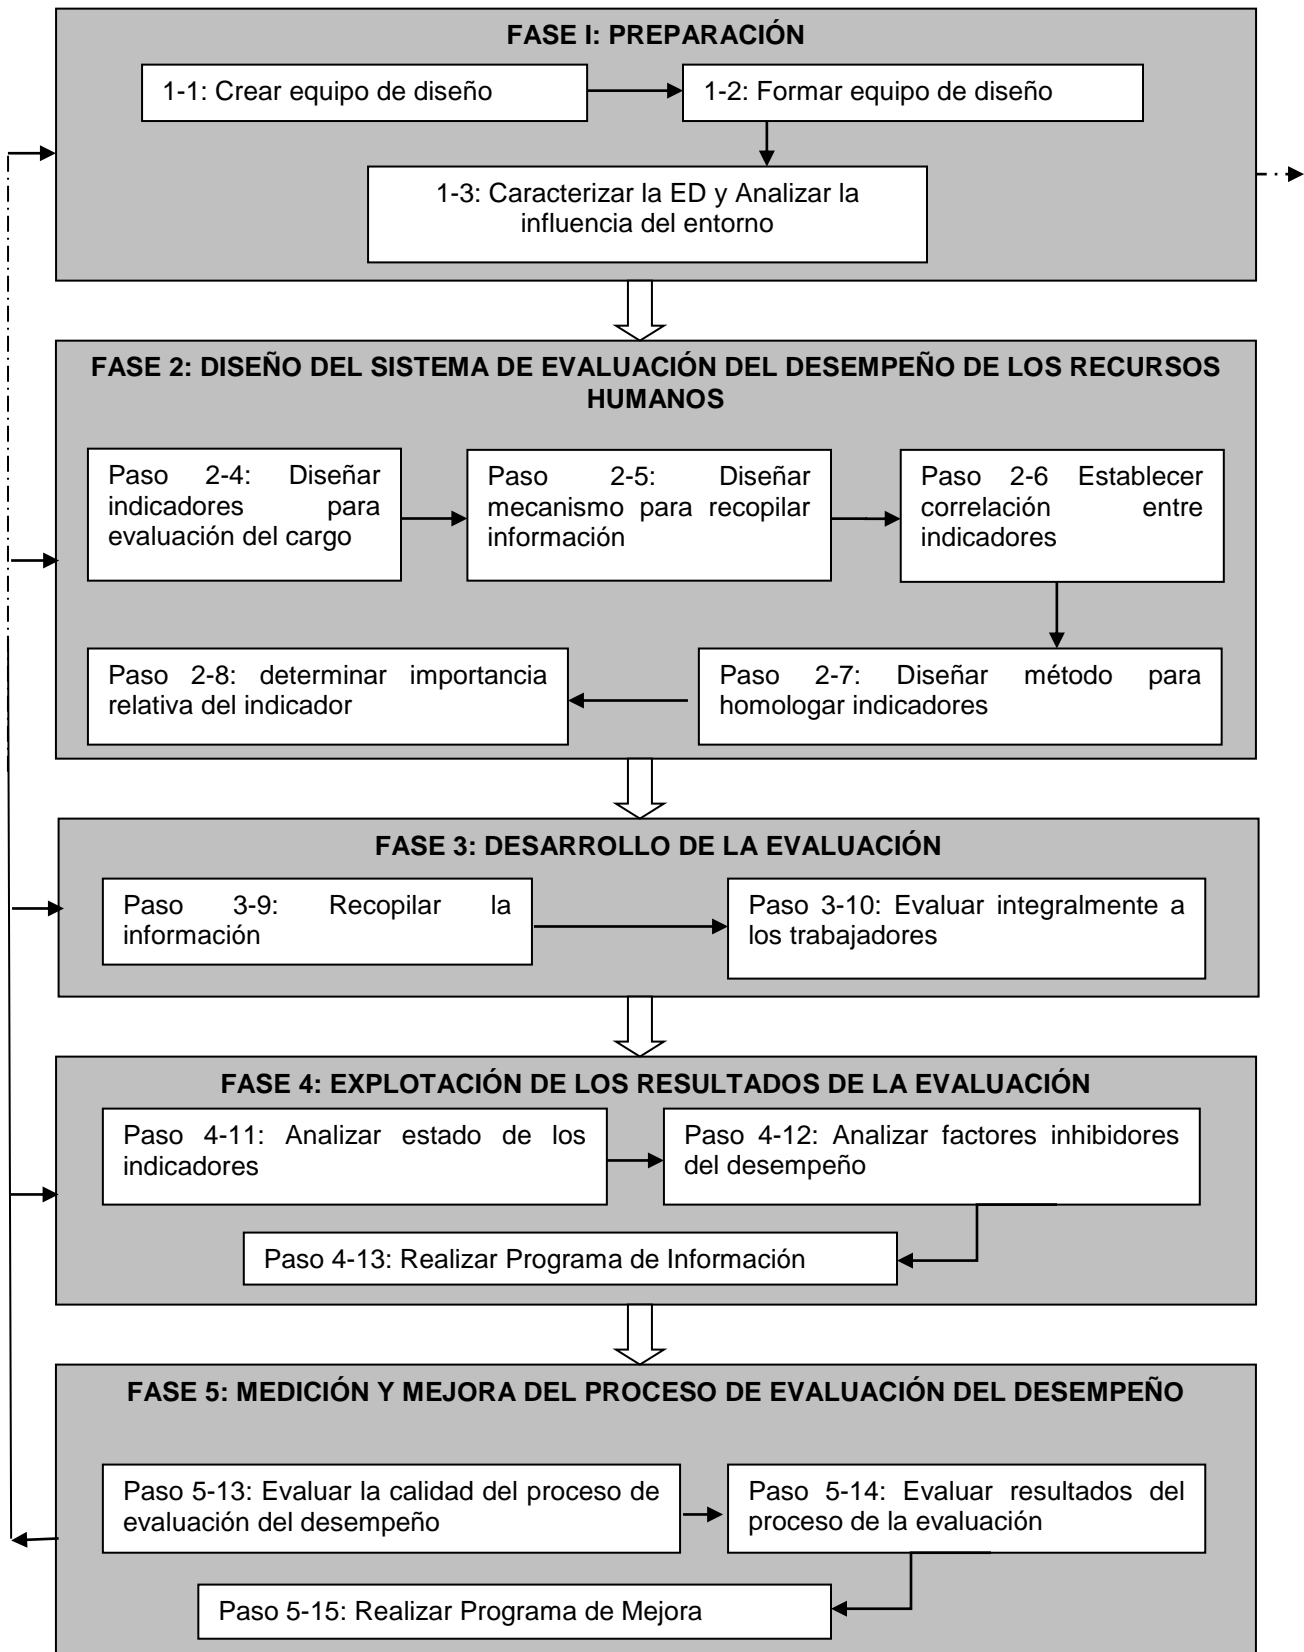 FASE I: PREPARACIÓN
1-1: Crear equipo de diseño
1-2: Formar equipo de diseño
1-3: Caracterizar la ED y Analizar la
influencia del entorno
FASE 2: DISEÑO DEL SISTEMA DE EVALUACIÓN DEL DESEMPEÑO DE LOS RECURSOS
HUMANOS
Paso 2-4: Diseñar
indicadores para
evaluación del cargo
Paso 2-5: Diseñar
mecanismo para recopilar
información
Paso 2-6 Establecer
correlación entre
indicadores
Paso 2-7: Diseñar método para
homologar indicadores
Paso 2-8: determinar importancia
relativa del indicador
FASE 3: DESARROLLO DE LA EVALUACIÓN
Paso 3-9: Recopilar la
información
Paso 3-10: Evaluar integralmente a
los trabajadores
FASE 4: EXPLOTACIÓN DE LOS RESULTADOS DE LA EVALUACIÓN
Paso 4-11: Analizar estado de los
indicadores
Paso 4-12: Analizar factores inhibidores
del desempeño
Paso 4-13: Realizar Programa de Información
FASE 5: MEDICIÓN Y MEJORA DEL PROCESO DE EVALUACIÓN DEL DESEMPEÑO
Paso 5-13: Evaluar la calidad del proceso de
evaluación del desempeño
Paso 5-14: Evaluar resultados del
proceso de la evaluación
Paso 5-15: Realizar Programa de Mejora